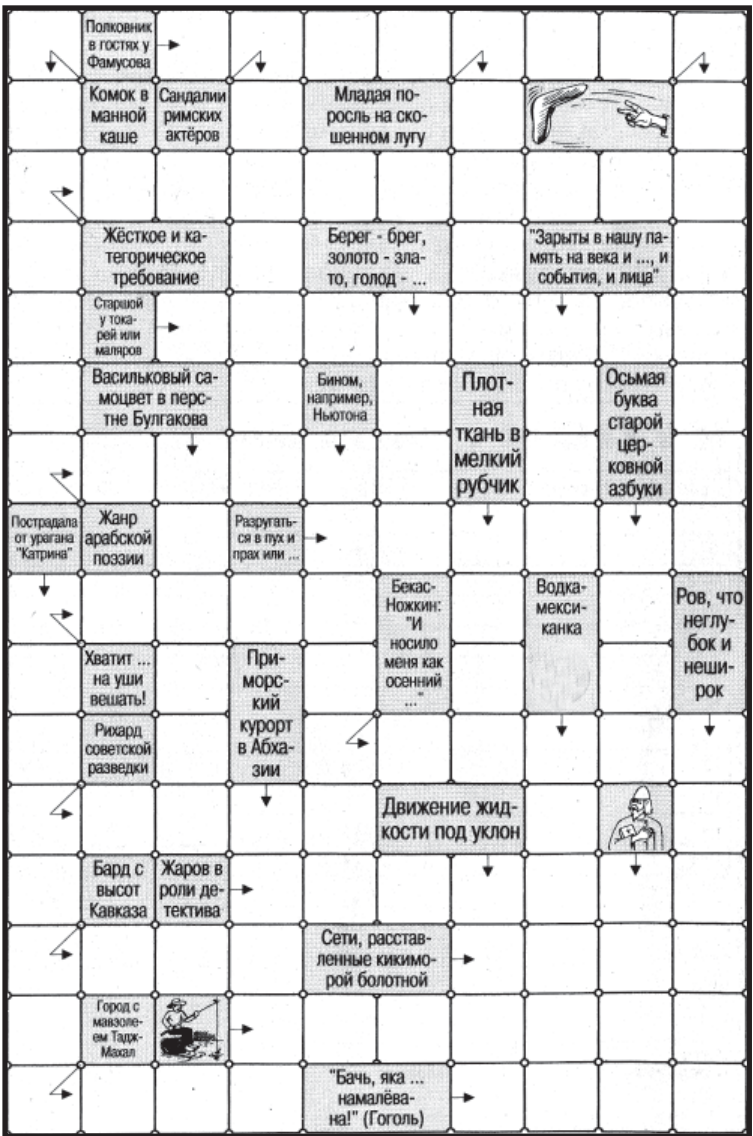 Полковник
в гостях у
Фамусова
Комок в
манной
каше
Сандалии
римских
актёров
Младая по-
росль на ско-
шенном лугу
Жёсткое и ка-
тегорическое
требование
Берег - брег,
золото - зла-
то, голод - ...
"Зарыты в нашу па-
мять на века и ..., и
события, и лица"
Старшой
у тока-
рей или
маляров
Васильковый са-
моцвет в перс-
тне Булгакова
Бином,
например,
Ньютона
Плот-
ная
ткань в
мелкий
рубчик
Осьмая
буква
старой
цер-
ковной
азбуки
Пострадала
от урагана
"Катрина"
Жанр
арабской
поэзии
Разругать-
ся в пух и
прах или ...
Бекас-
Ножкин:
"И
носило
меня как
осенний
..."
Водка-
мекси-
канка
Ров, что
неглу-
бок и
неши-
рок
Хватит ...
на уши
вешать!
При-
морс-
кий
курорт
в Абха-
зии
Рихард
советской
разведки
Движение жид-
кости под уклон
Бард с
высот
Кавказа
Жаров в
роли де-
тектива
Сети, расстав-
ленные кикимо-
рой болотной
Город с
мавзоле-
ем Тадж-
Махал
"Бачь, яка ...
намалёва-
на!" (Гоголь)